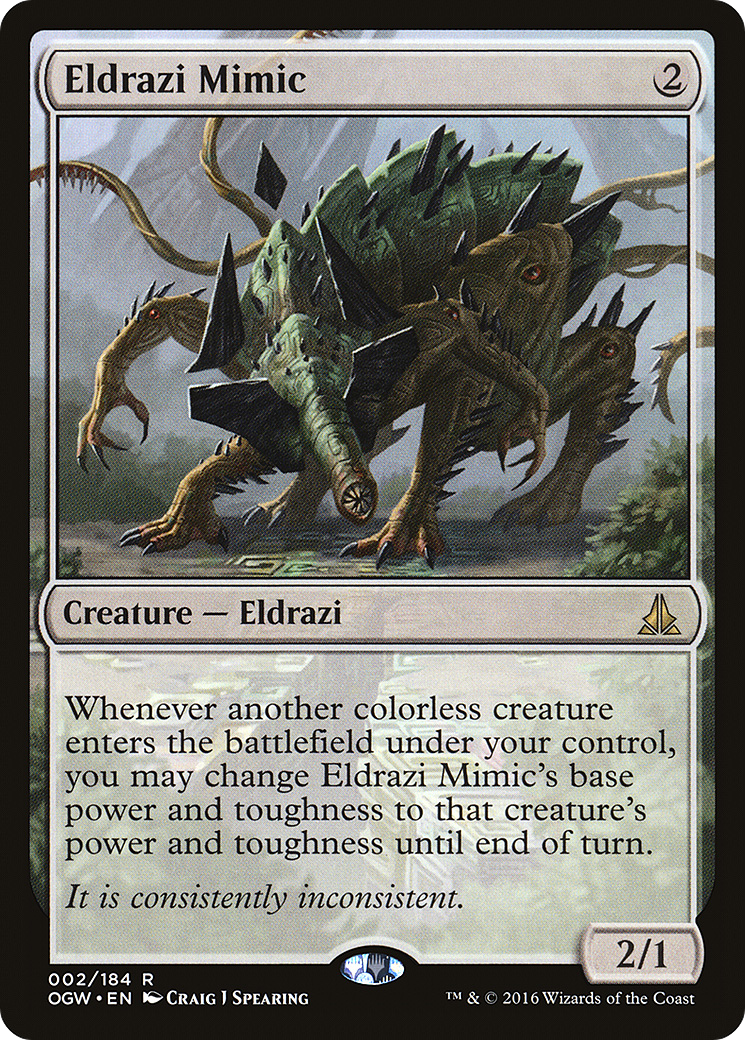 Eldrazi Mimic 2
Creature — Eldrazi
Whenever another colorless creature
enters the battlefield under your control,
you may change Eldrazi Mimic's base
power and toughness to that creature's
power and toughness until end of turn.
It is consistently inconsistent.
2/1
002/184 R
OGW • EN Craig J Spearing
™ & © 2016 Wizards of the Coast